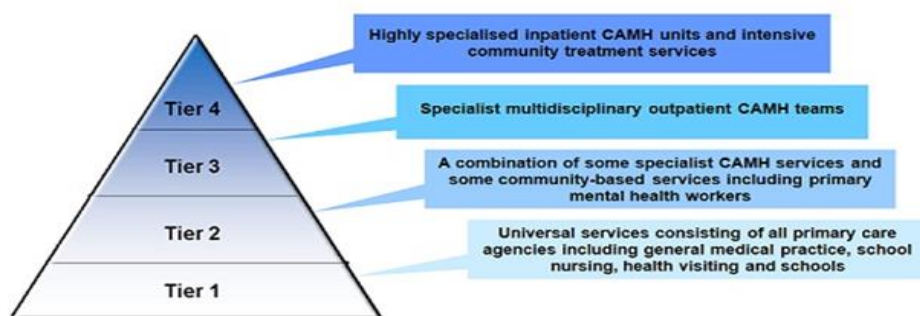 Highly specialised inpatient CAMH units and intensive
community treatment services
Tier 4
Specialist multidisciplinary outpatient CAMH teams
Tier 3
A combination of some specialist CAMH services and
some community-based services including primary
mental health workers
Tier 2
Universal services consisting of all primary care
agencies including general medical practice, school
nursing, health visiting and schools
Tier 1